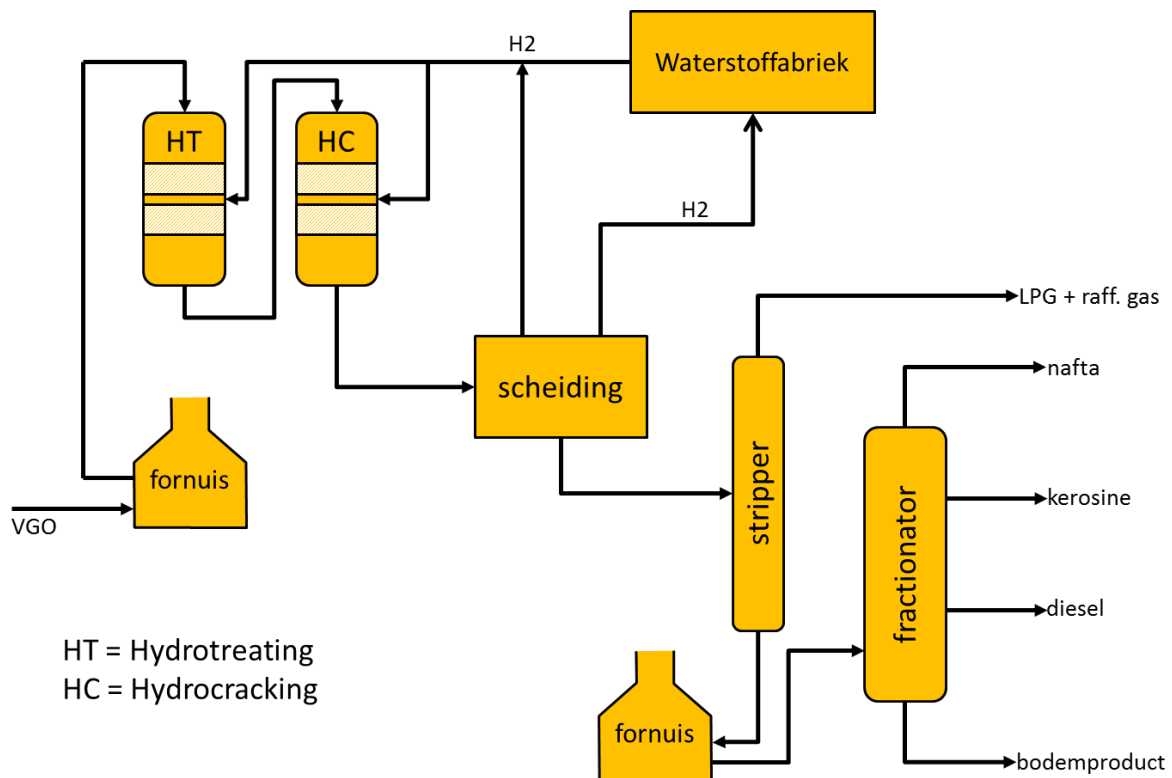 H2
Waterstoffabriek
HT
HC
H2
LPG + raff. gas
scheiding
nafta
fornuis
stripper
fractionator
kerosine
VGO
diesel
HT = Hydrotreating
HC = Hydrocracking
fornuis
bodemproduct